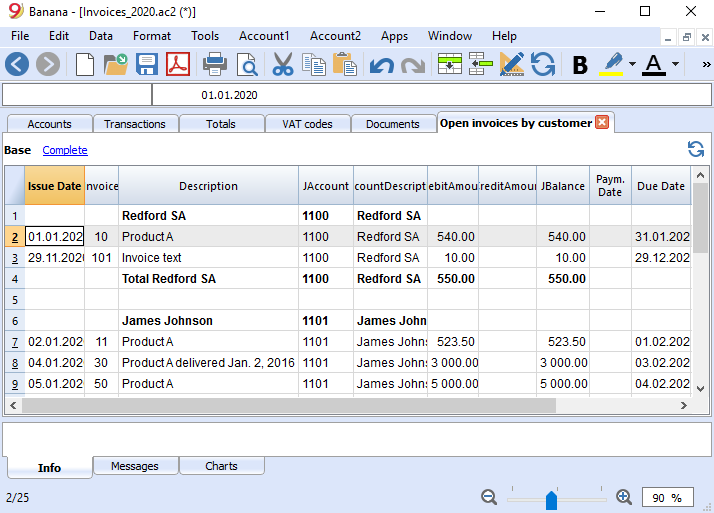 Banana - [Invoices_2020.ac2 (*)]
File Edit Data Format Tools Account1 Account2 Apps Window Help
B A »
01.01.2020
Accounts Transactions Totals VAT codes Documents Open invoices by customer
Base Complete
Issue Date nvoice Description JAccount countDescript ebitAmou reditAmour JBalance Paym. Date Due Date
1 Redford SA 1100 Redford SA
2 01.01.202 10 Product A 1100 Redford SA 540.00 540.00 31.01.202
3 29.11.2020 101 Invoice text 1100 Redford SA 10.00 10.00 29.12.202
4 Total Redford SA 1100 Redford SA 550.00 550.00
5
6 James Johnson 1101 James John
7 02.01.2020 11 Product A 1101 James Johns 523.50 523.50 01.02.202
8 04.01.2020 30 Product A delivered Jan. 2, 2016 1101 James Johns 3 000.00 3 000.00 03.02.202
9 05.01.2020 50 Product A 1101 James Johns 5 000.00 5 000.00 04.02.202
Info Messages Charts
2/25 90 %